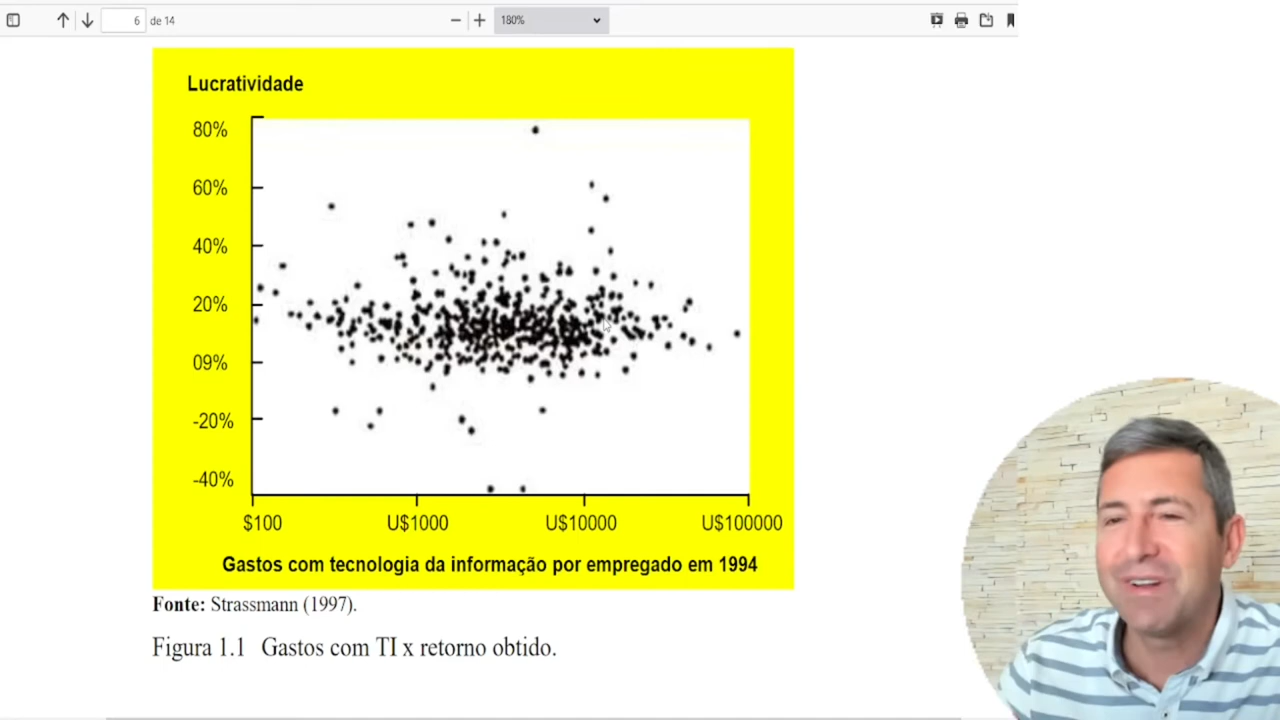 6 de 14
180%
Lucratividade
80%
60%
40%
20%
09%
-20%
-40%
$100 U$1000 U$10000 U$100000
Gastos com tecnologia da informação por empregado em 1994
Fonte: Strassmann (1997).
Figura 1.1 Gastos com TI x retorno obtido.